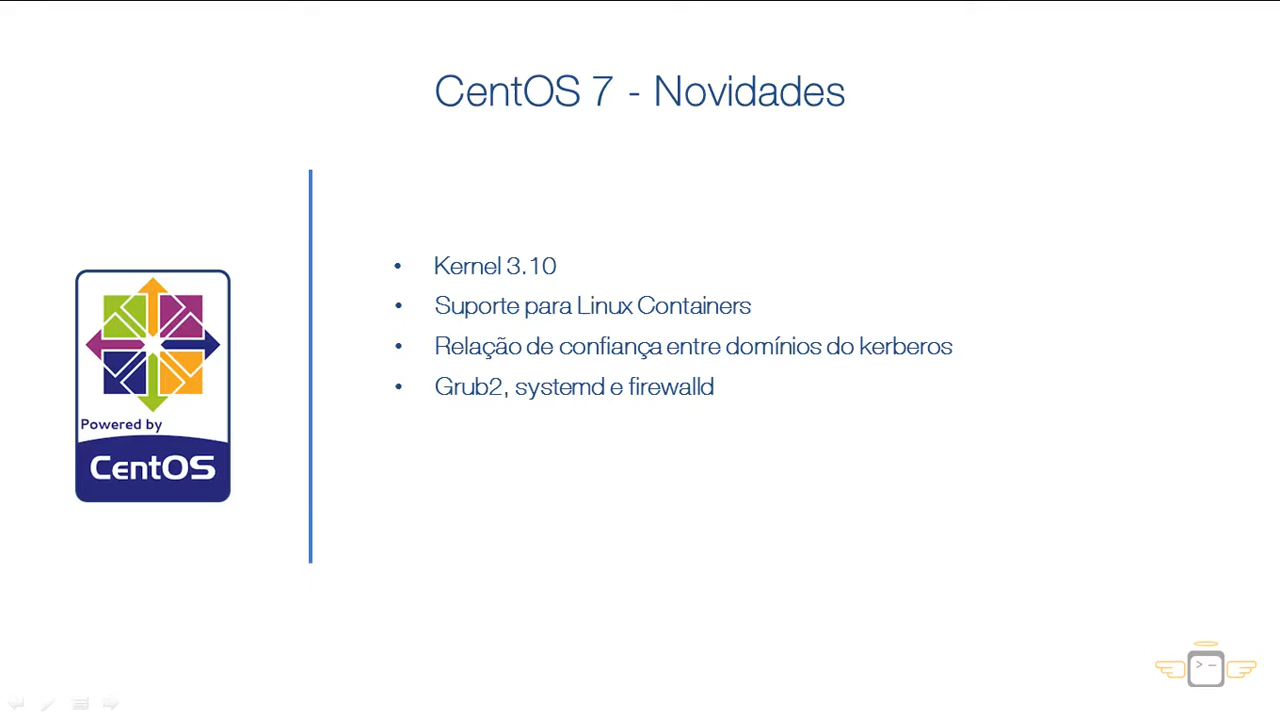 CentOS 7 - Novidades
• Kernel 3.10
• Suporte para Linux Containers
• Relação de confiança entre domínios do kerberos
• Grub2, systemd e firewalld
Powered by
CentOS
>_